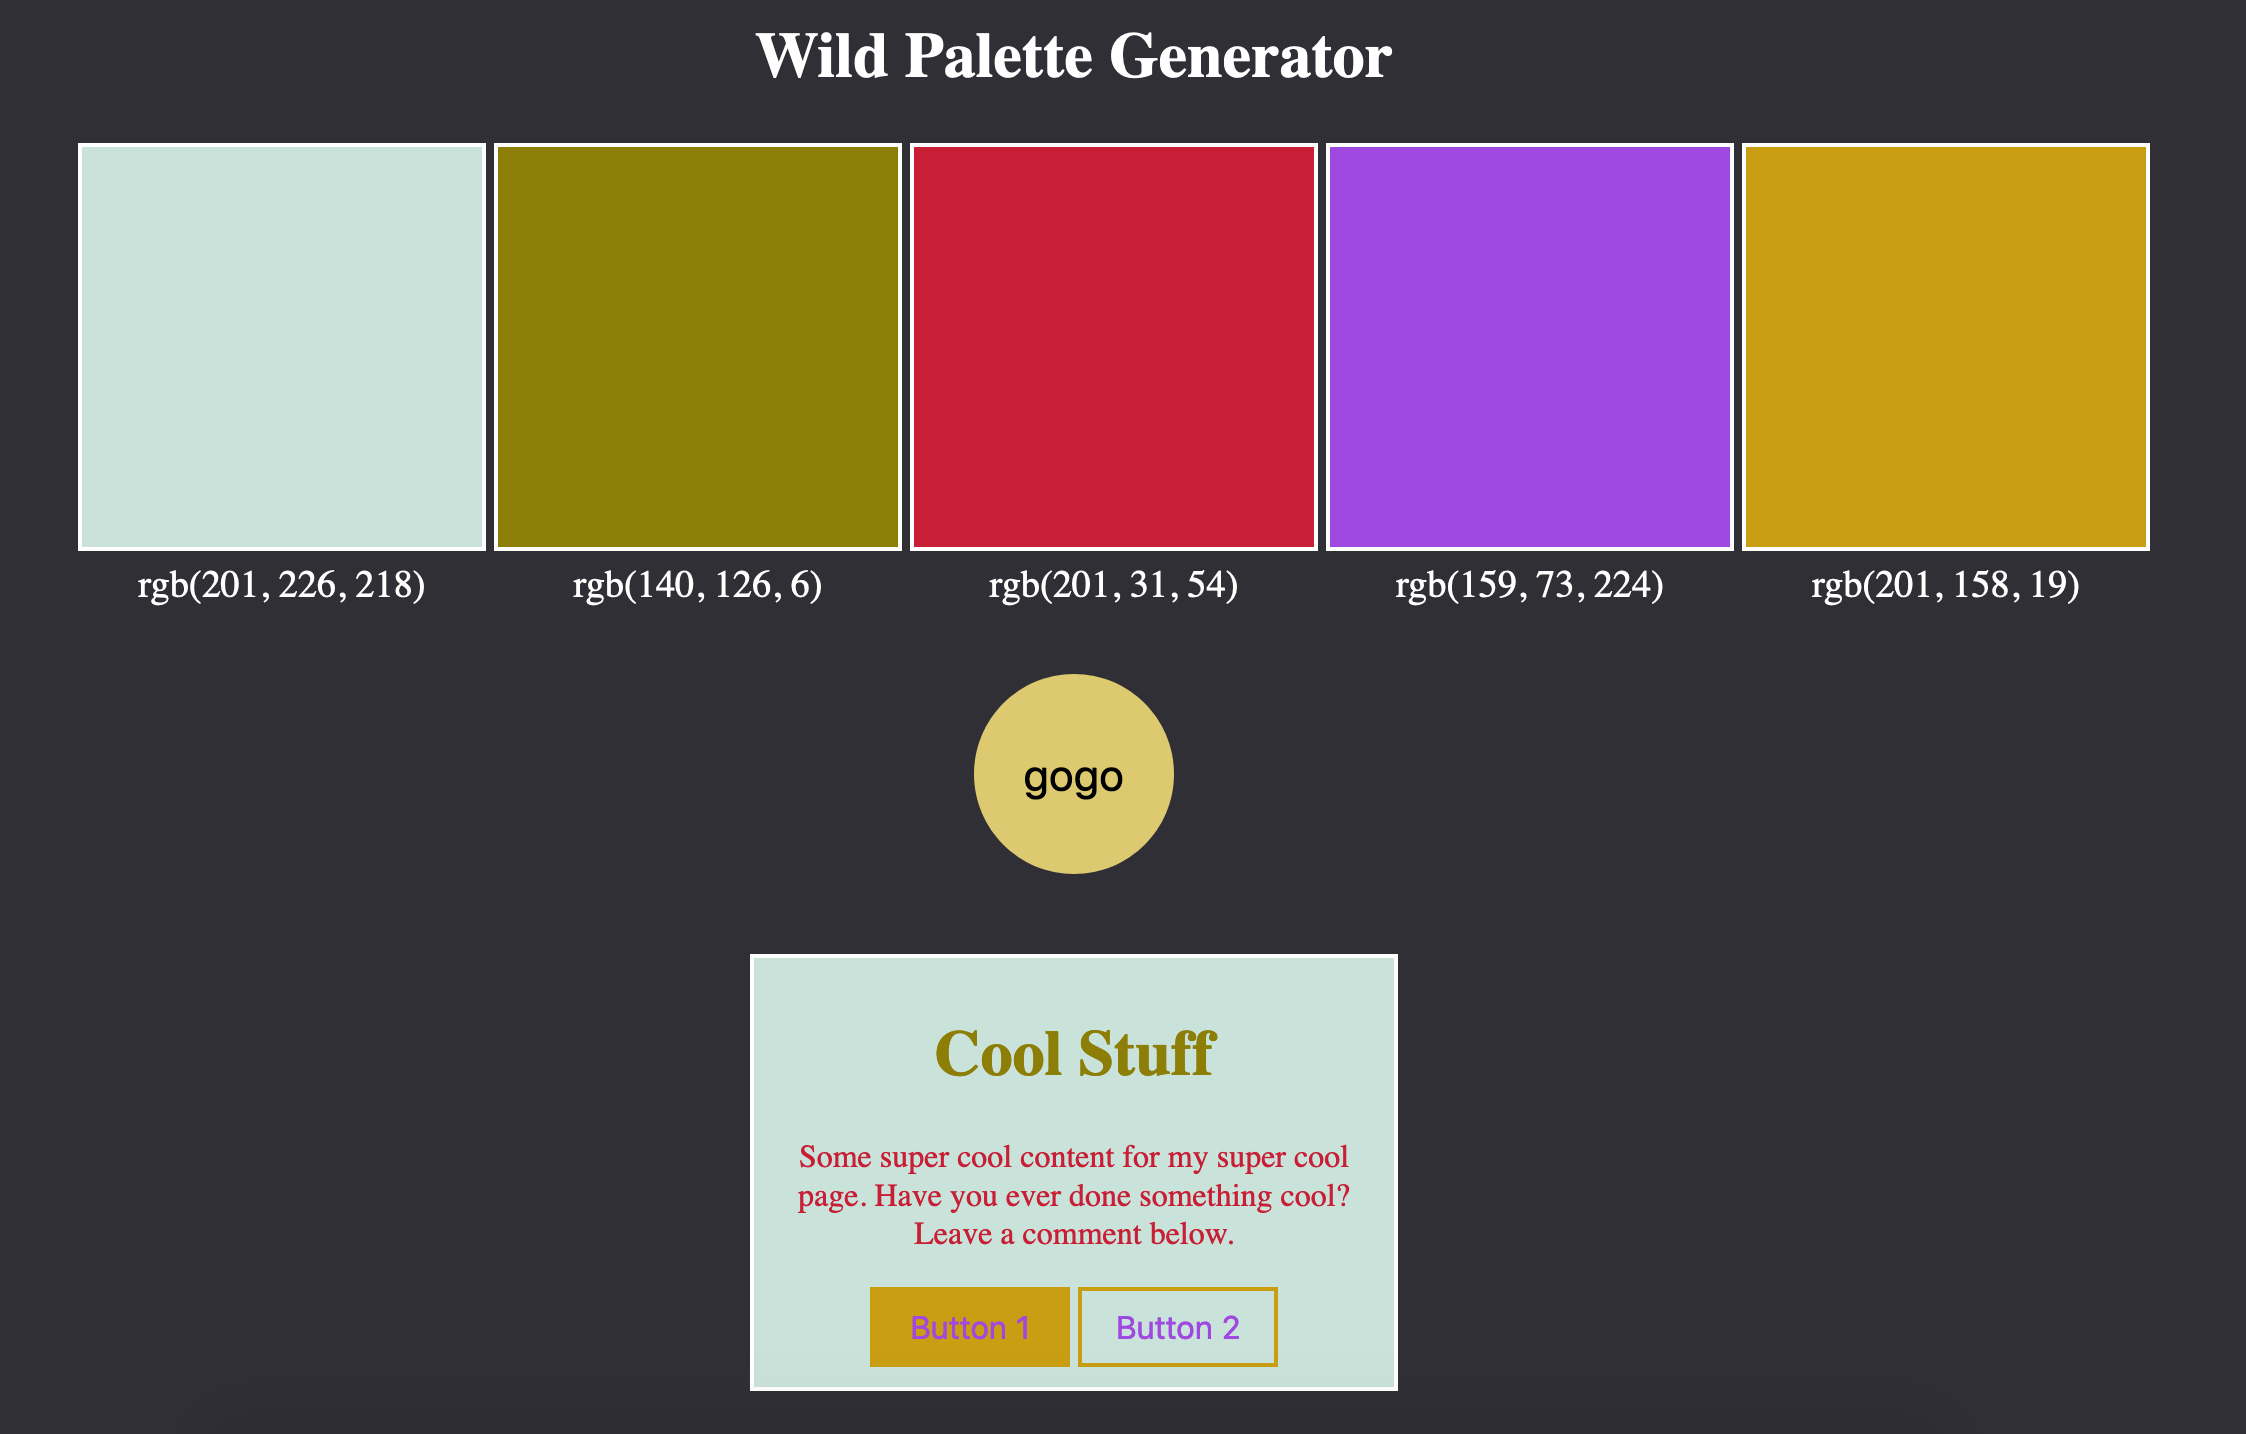 Wild Palette Generator
rgb(201, 226, 218)
rgb(140, 126, 6)
rgb(201, 31, 54)
rgb(159, 73, 224)
rgb(201, 158, 19)
gogo
Cool Stuff
Some super cool content for my super cool
page. Have you ever done something cool?
Leave a comment below.
Button 1
Button 2